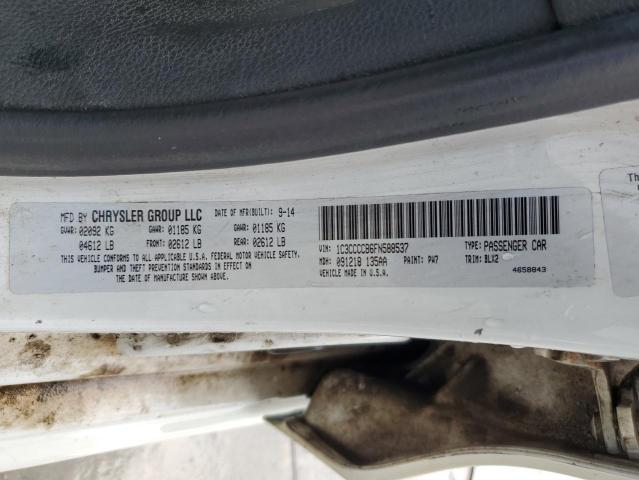 MFD BY CHRYSLER GROUP LLC DATE OF MFR(BUILT): 9-14
GVWR: 02092 KG GAWR: 01185 KG GAWR: 01185 KG
04612 LB FRONT: 02612 LB REAR: 02612 LB
THIS VEHICLE CONFORMS TO ALL APPLICABLE U.S.A. FEDERAL MOTOR VEHICLE SAFETY,
BUMPER AND THEFT PREVENTION STANDARDS IN EFFECT ON
THE DATE OF MANUFACTURE SHOWN ABOVE.
VIN: 1C3CCCCB6FN588537 TYPE: PASSENGER CAR
MDH: 091218 135AA PAINT: PW7 TRIM: BLX2
4658843
Th